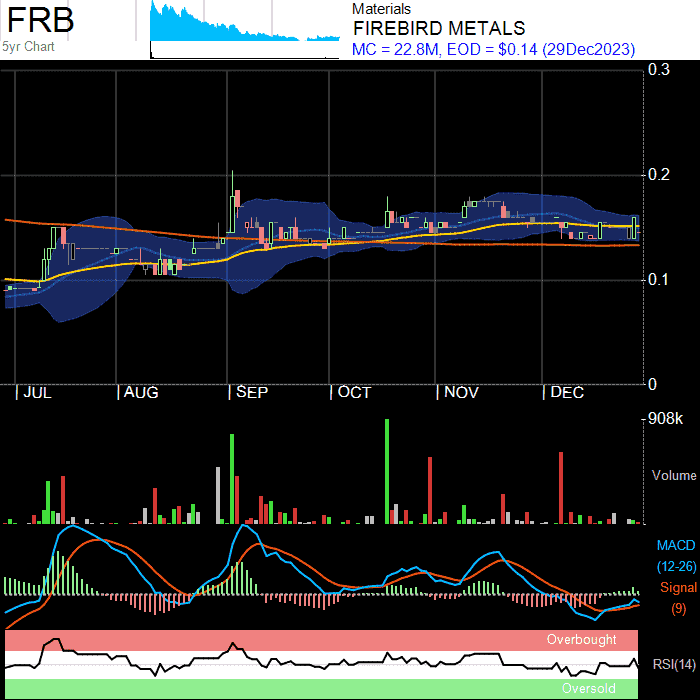 FRB
5yr Chart
Materials
FIREBIRD METALS
MC = 22.8M, EOD = $0.14 (29Dec2023)
0.3
0.2
0.1
0
JUL AUG SEP OCT NOV DEC
908k
Volume
MACD
(12-26)
Signal
(9)
Overbought
RSI(14)
Oversold